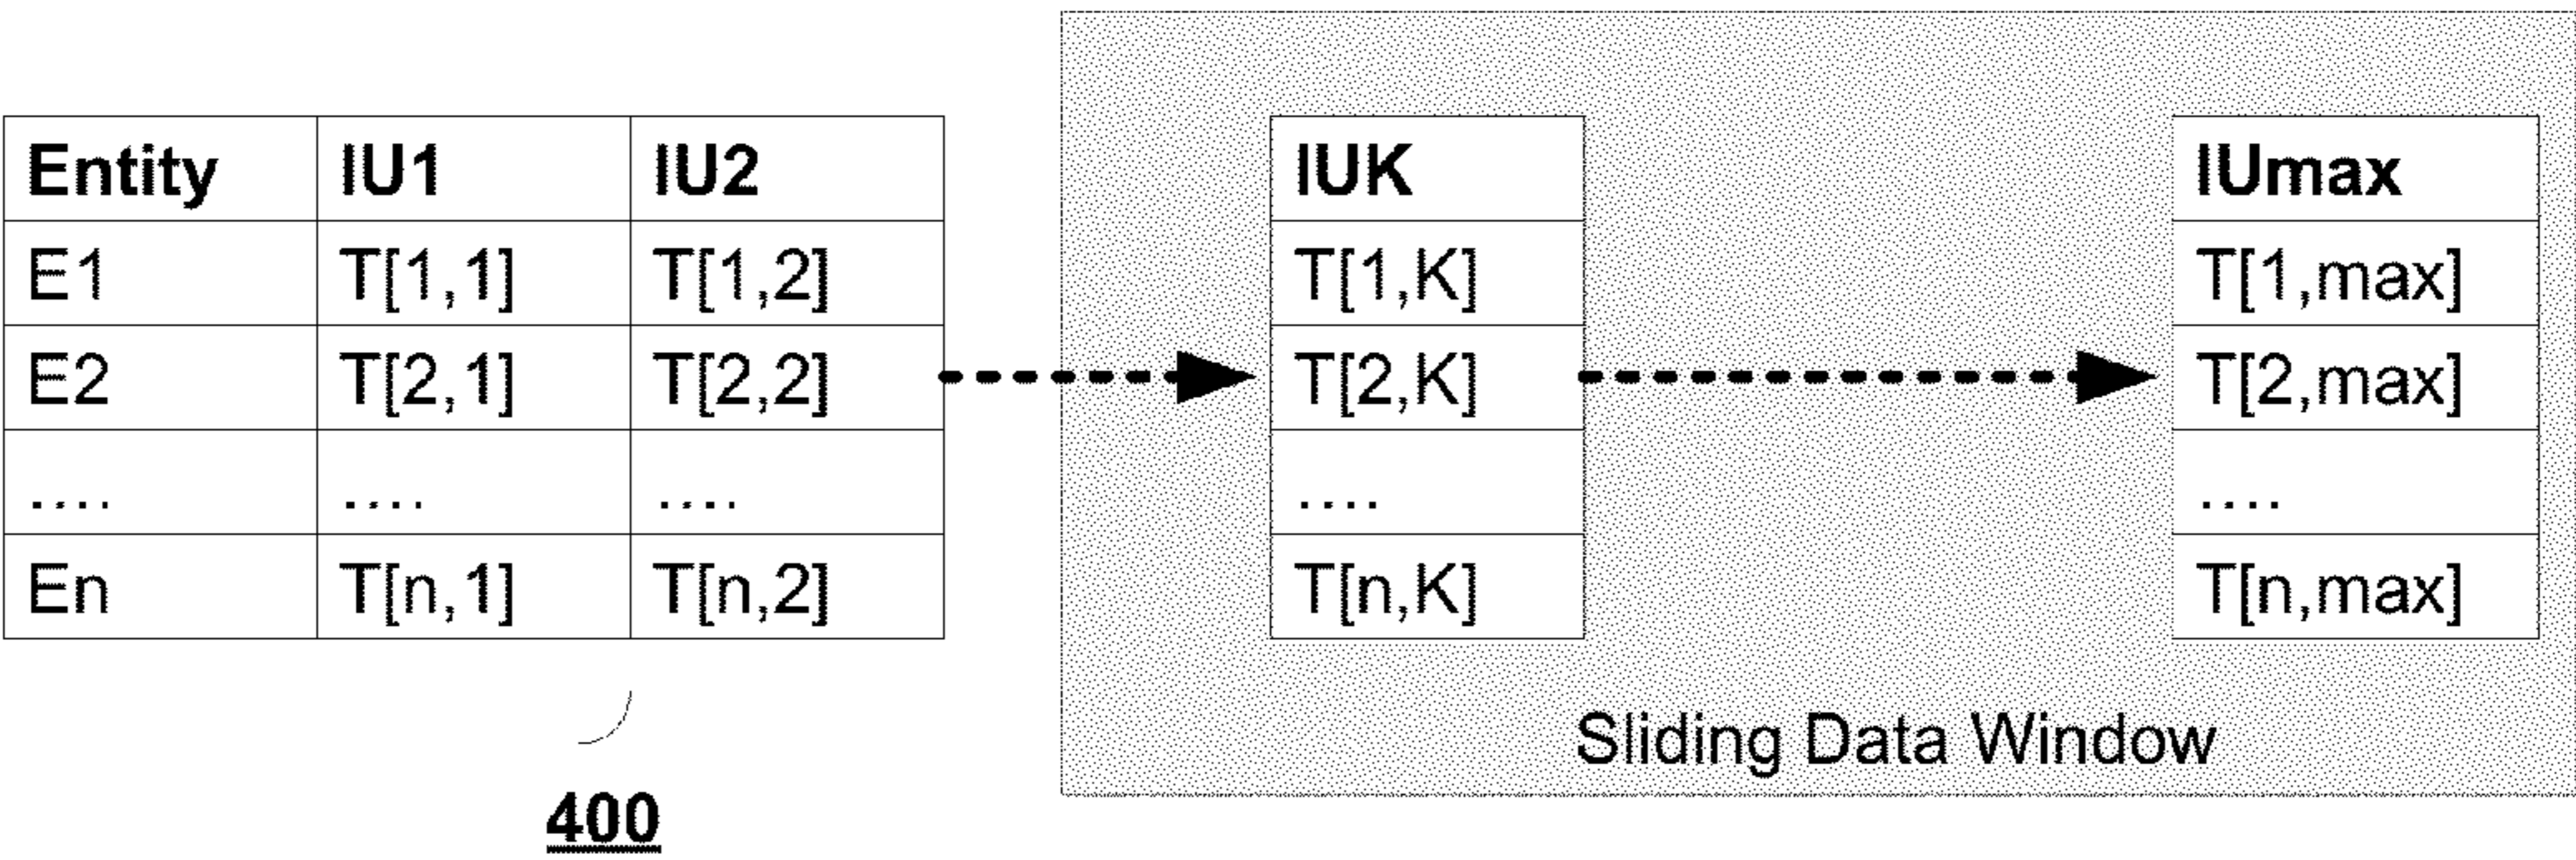 Entity IU1 IU2 IUK IUmax
E1 T[1,1] T[1,2] T[1,K] T[1,max]
E2 T[2,1] T[2,2] T[2,K] T[2,max]
.... .... .... .... ....
En T[n,1] T[n,2] T[n,K] T[n,max]
Sliding Data Window
400